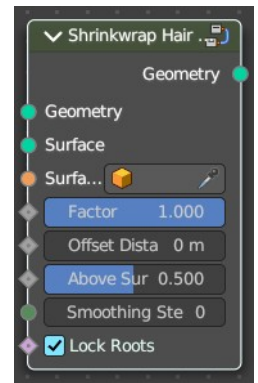 Shrinkwrap Hair ..
Geometry
Geometry
Surface
Surfa...
Factor 1.000
Offset Dista 0 m
Above Sur 0.500
Smoothing Ste 0
Lock Roots